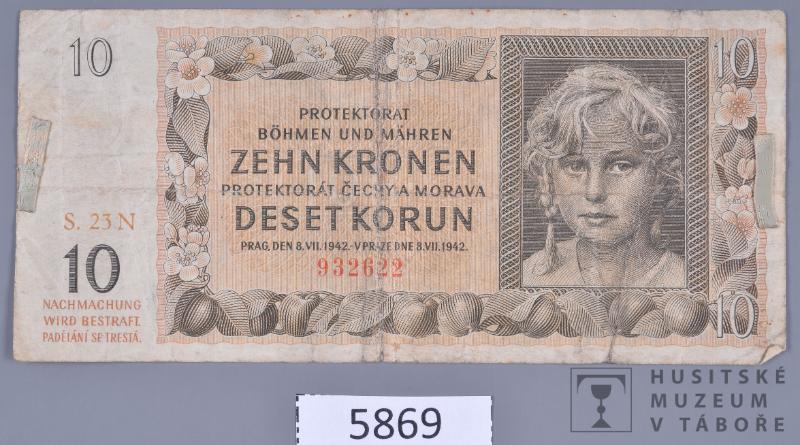 10
10
PROTEKTORAT
BÖHMEN UND MÄHREN
ZEHN KRONEN
PROTEKTORÁT ČECHY A MORAVA
DESET KORUN
PRAG, DEN 8. VII. 1942. - V PRAZE DNE 8. VII. 1942.
932622
S. 23 N
10
NACHMACHUNG
WIRD BESTRAFT.
PADĚLÁNÍ SE TRESTÁ.
10
5869
HUSITSKÉ
MUZEUM
V TÁBOŘE